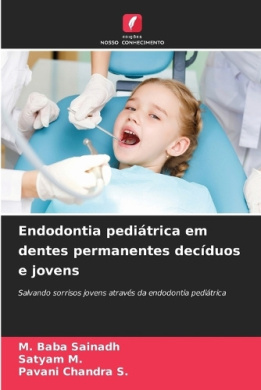 edições
NOSSO CONHECIMENTO
Endodontia pediátrica em
dentes permanentes decíduos
e jovens
Salvando sorrisos jovens através da endodontia pediátrica
M. Baba Sainadh
Satyam M.
Pavani Chandra S.